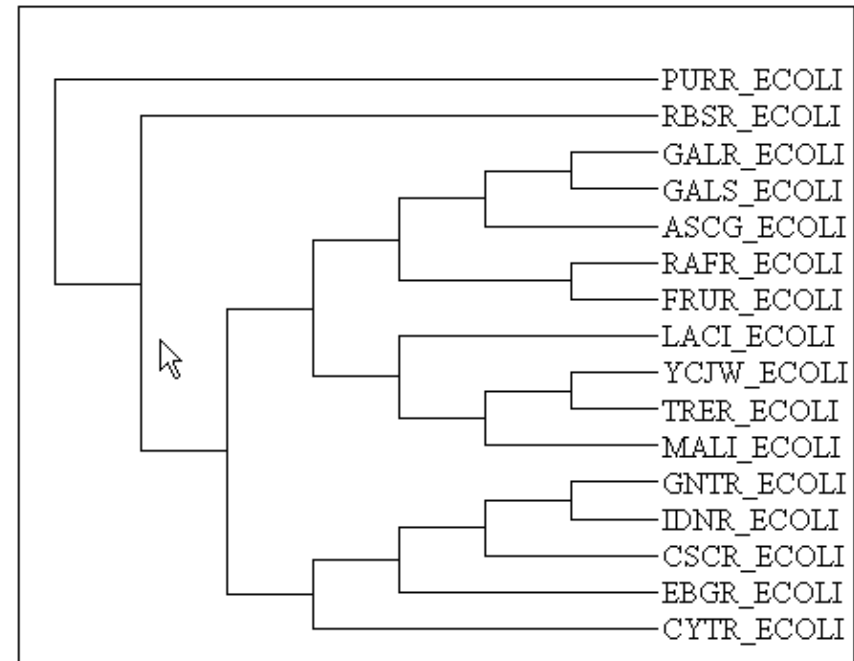 PURR_ECOLI
RBSR_ECOLI
GALR_ECOLI
GALS_ECOLI
ASCG_ECOLI
RAFR_ECOLI
FRUR_ECOLI
LACI_ECOLI
YCJW_ECOLI
TRER_ECOLI
MALI_ECOLI
GNTR_ECOLI
IDNR_ECOLI
CSCR_ECOLI
EBGR_ECOLI
CYTR_ECOLI